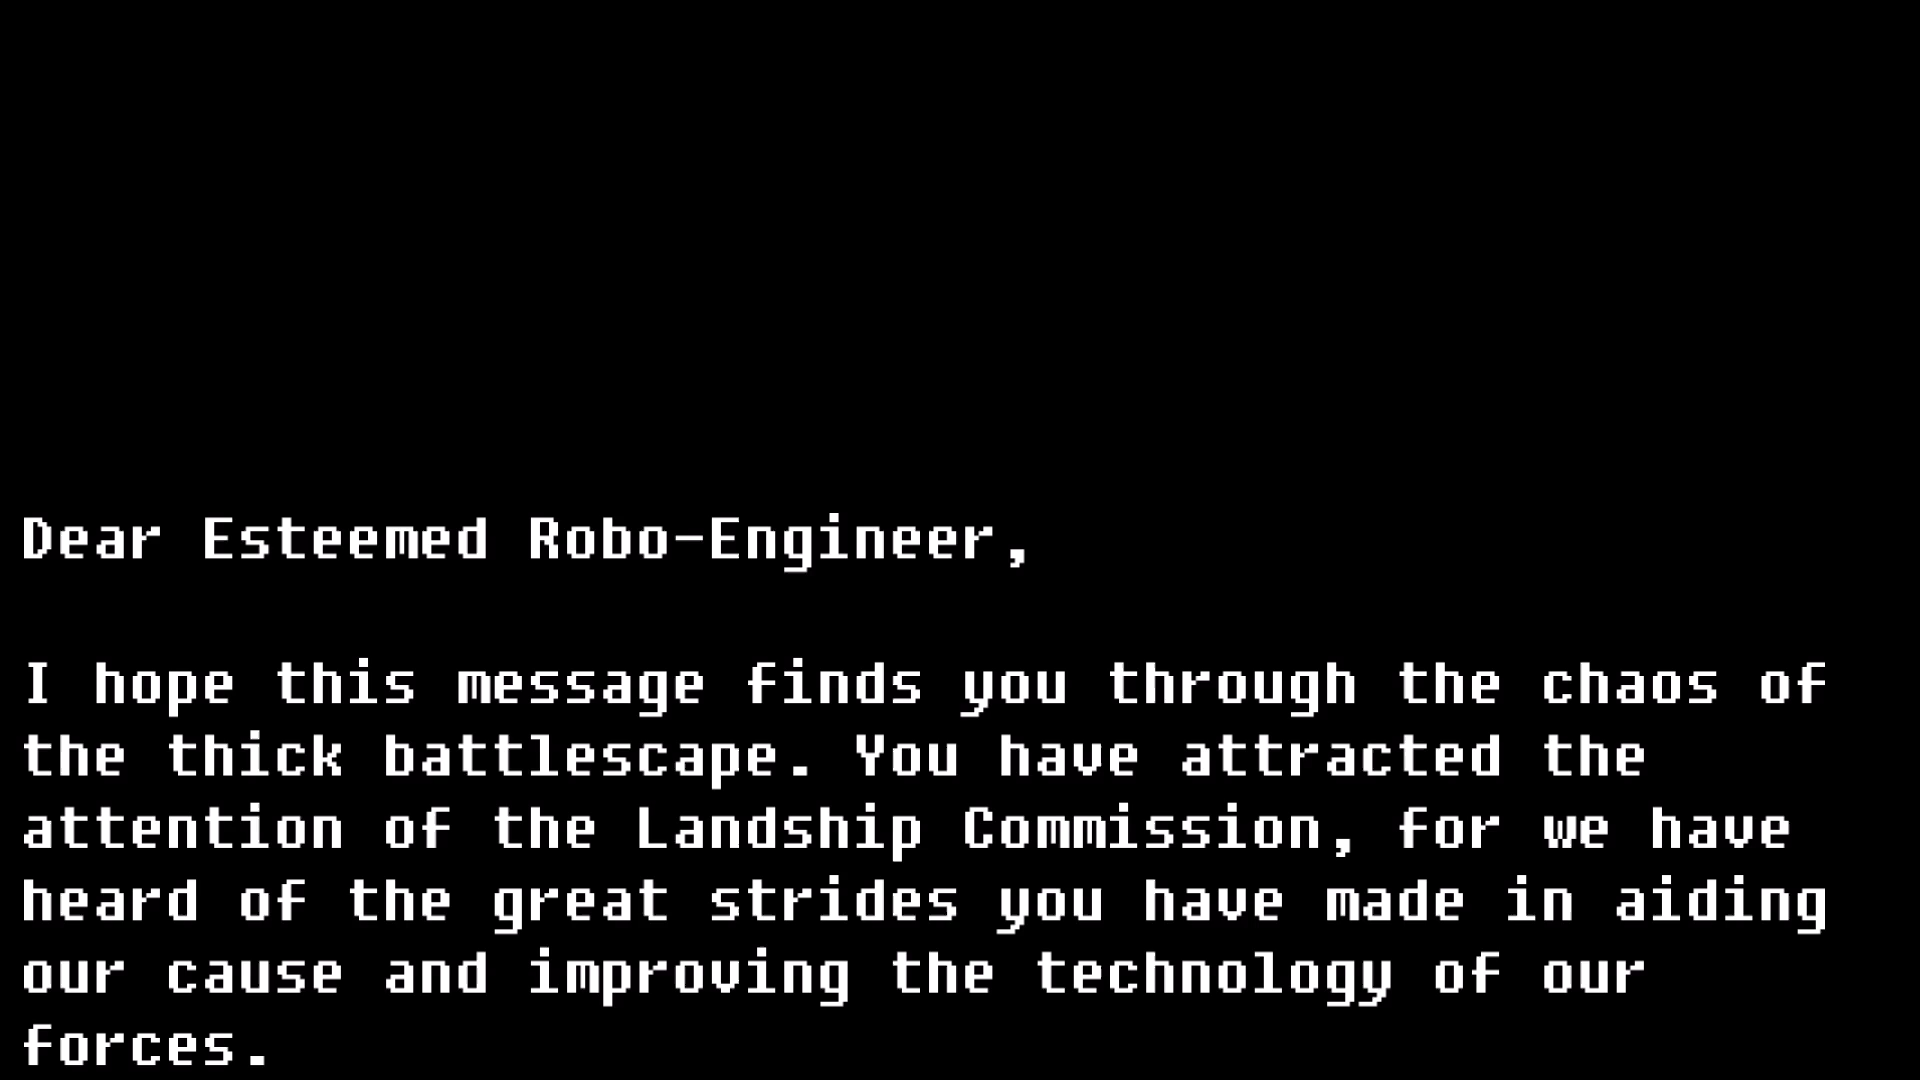 Dear Esteemed Robo-Engineer,
I hope this message finds you through the chaos of
the thick battlescape. You have attracted the
attention of the Landship Commission, for we have
heard of the great strides you have made in aiding
our cause and improving the technology of our
forces.